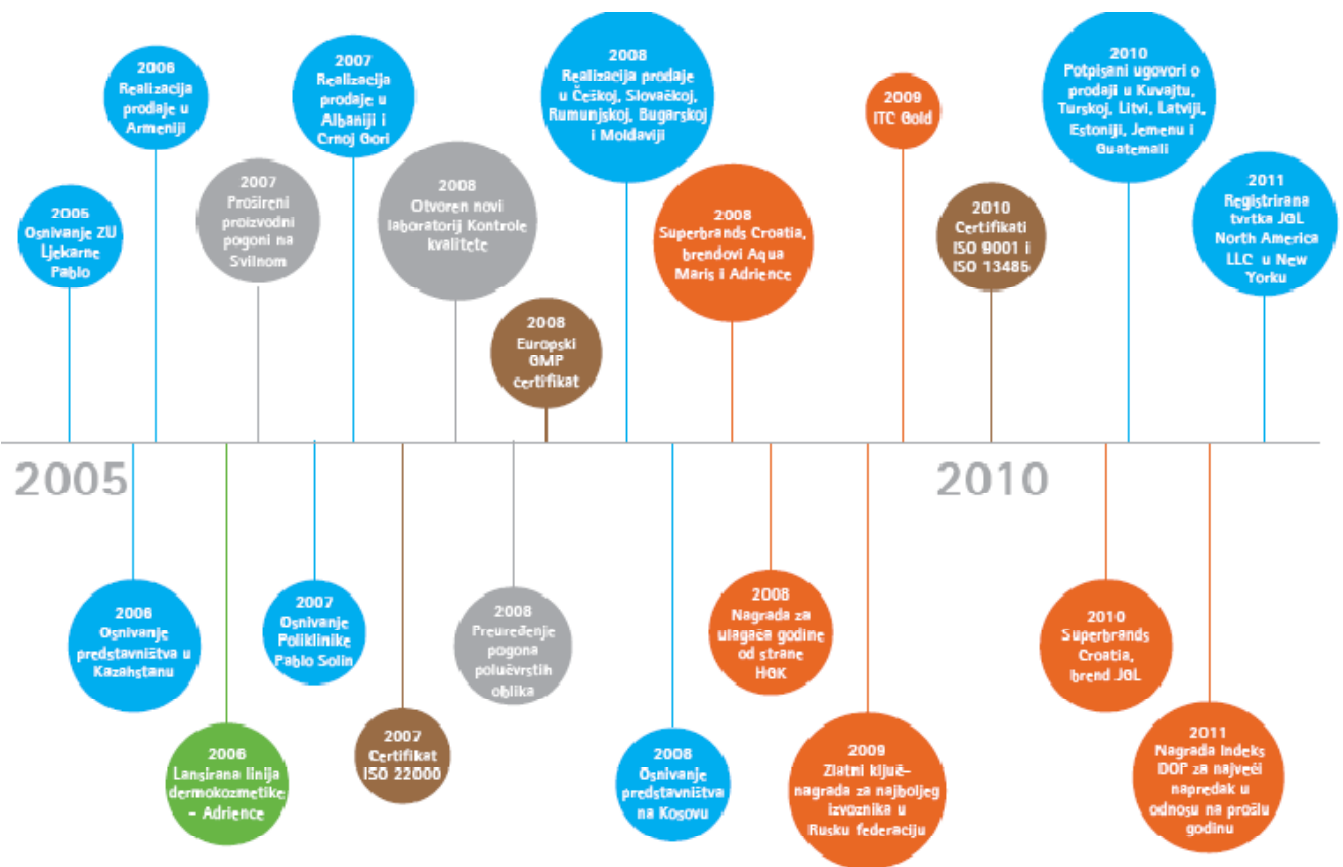 2005
Osnivanje ZU
Ljekarne
Pablo
2006
Realizacija
prodaje u
Armeniji
2007
Prošireni
proizvodni
pogoni na
Svilnom
2007
Realizacija
prodaje u
Albaniji i
Crnoj Gori
2008
Otvoren novi
laboratorij Kontrole
kvalitete
2008
Europski
GMP
certifikat
2008
Realizacija prodaje
u Češkoj, Slovačkoj,
Rumunjskoj, Bugarskoj
i Moldaviji
2008
Superbrands Croatia,
brendovi Aqua
Maris i Adrience
2009
ITC Gold
2010
Certifikati
ISO 9001 i
ISO 13485
2010
Potpisani ugovori o
prodaji u Kuvajtu,
Turskoj, Litvi, Latviji,
Estoniji, Jemenu i
Guatemali
2011
Registrirana
tvrtka JGL
North America
LLC u New
Yorku
2005
2010
2006
Osnivanje
predstavništva u
Kazahstanu
2006
Lansirana linija
dermokozmetike
– Adrience
2007
Osnivanje
Poliklinike
Pablo Solin
2007
Certifikat
ISO 22000
2008
Preuređenje
pogona
polučvrstih
oblika
2008
Osnivanje
predstavništva
na Kosovu
2008
Nagrada za
ulagača godine
od strane
HGK
2009
Zlatni ključ–
nagrada za najboljeg
izvoznika u
Rusku federaciju
2010
Superbrands
Croatia,
brend JGL
2011
Nagrada Indeks
DOP za najveći
napredak u
odnosu na prošlu
godinu